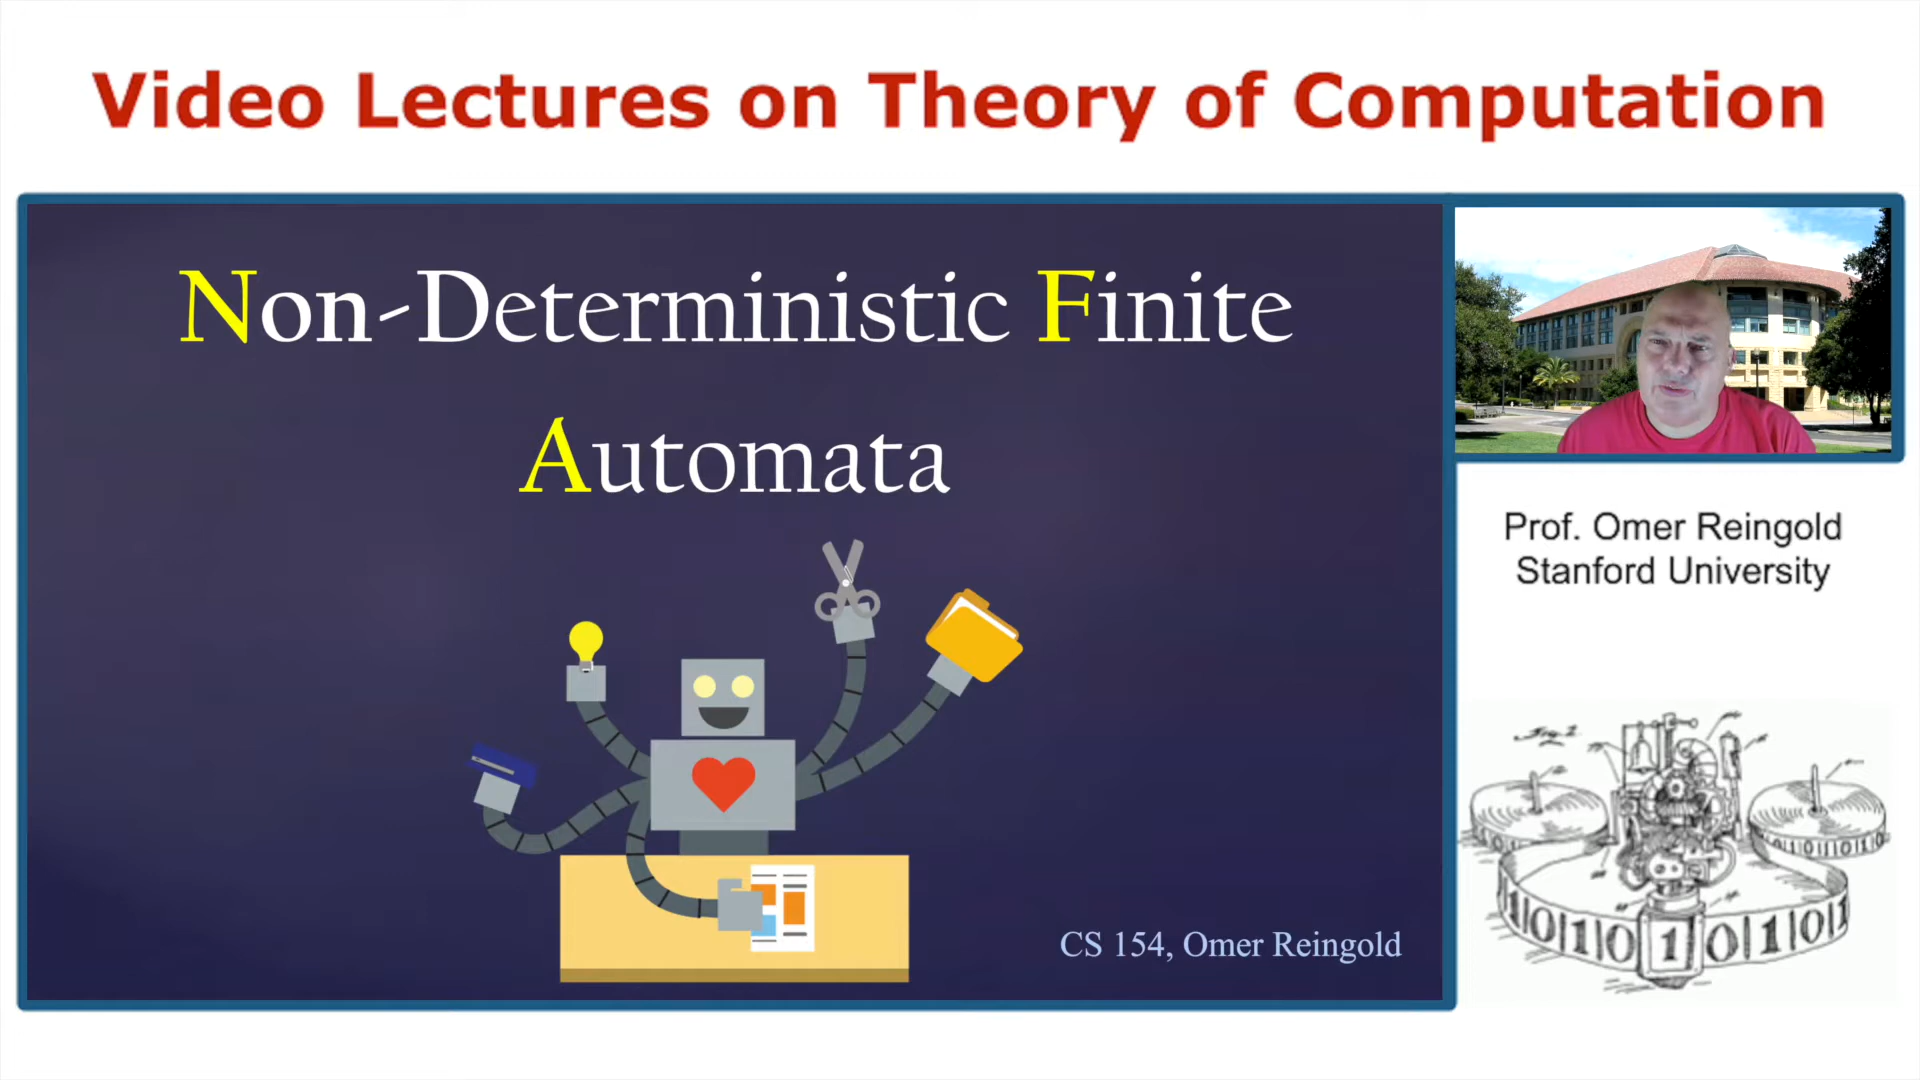 Video Lectures on Theory of Computation
Non-Deterministic Finite
Automata
CS 154, Omer Reingold
Prof. Omer Reingold
Stanford University